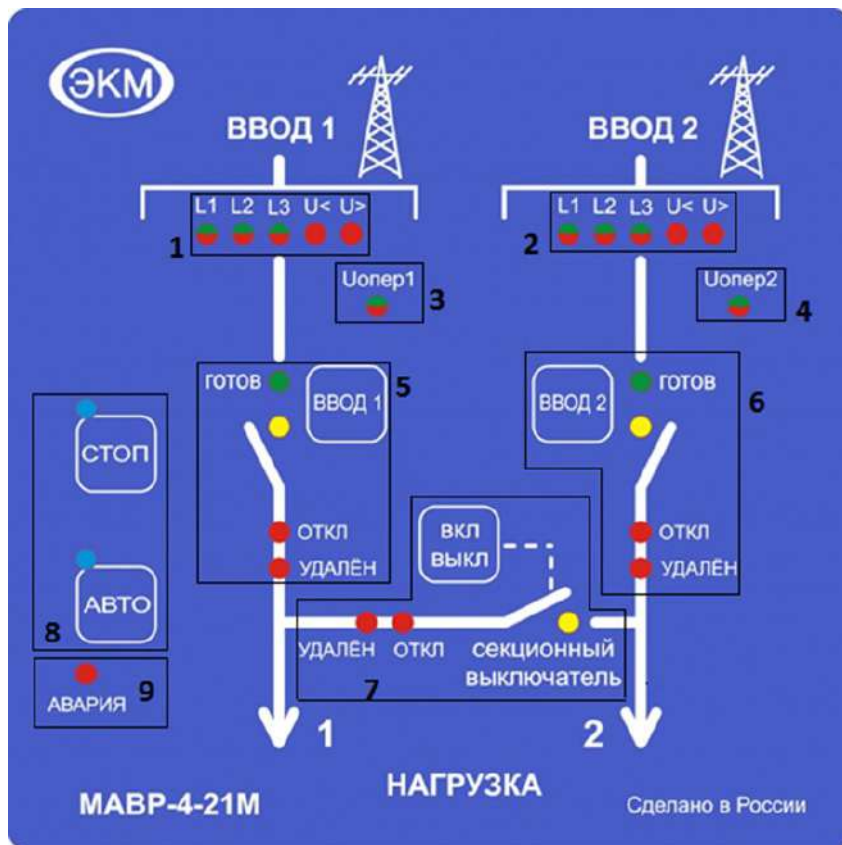 ЭКМ
ВВОД 1
ВВОД 2
L1 L2 L3 U< U>
L1 L2 L3 U< U>
1
2
Uопер1
3
Uопер2
4
ГОТОВ
ВВОД 1
5
ВВОД 2
ГОТОВ
6
СТОП
ОТКЛ
УДАЛЁН
ВКЛ
ВЫКЛ
ОТКЛ
УДАЛЁН
АВТО
8
УДАЛЁН ОТКЛ
СЕКЦИОННЫЙ
ВЫКЛЮЧАТЕЛЬ
7
АВАРИЯ
9
1
2
НАГРУЗКА
МАВР-4-21М
Сделано в России